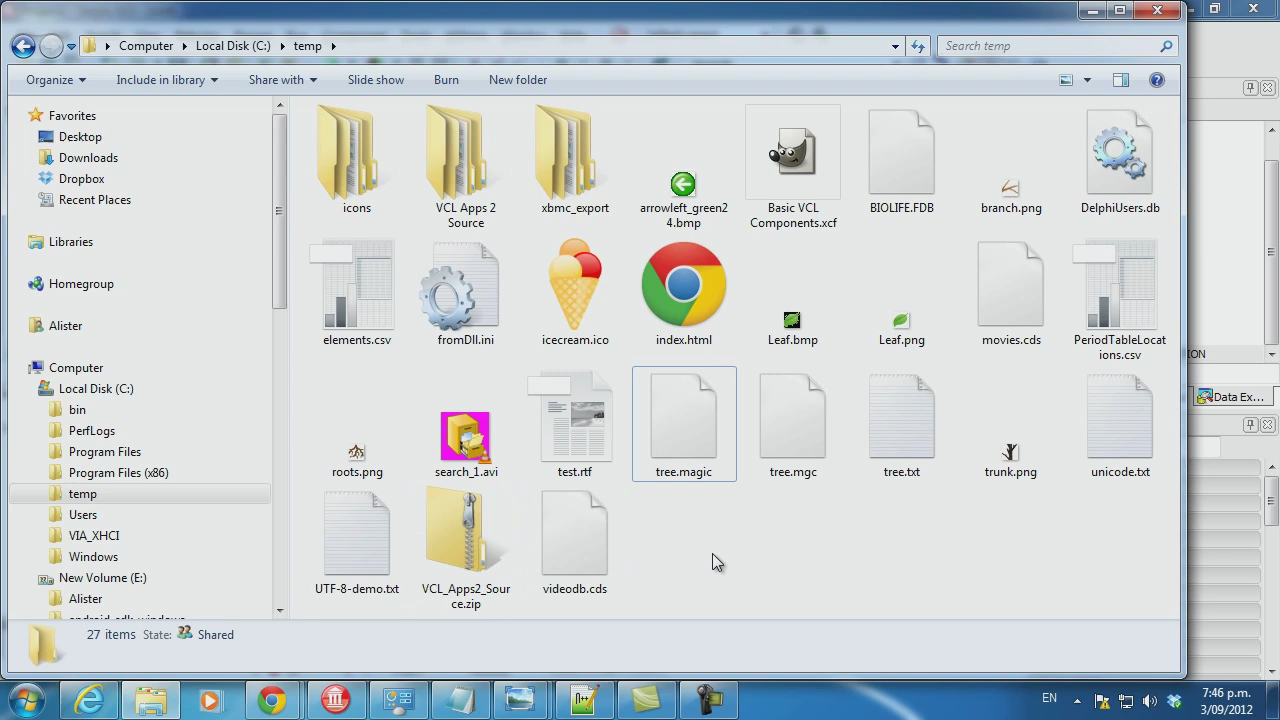 Computer
Local Disk (C:)
temp
Search temp
Organize
Include in library
Share with
Slide show
Burn
New folder
Favorites
Desktop
Downloads
Dropbox
Recent Places
Libraries
Homegroup
Alister
Computer
Local Disk (C:)
bin
PerfLogs
Program Files
Program Files (x86)
temp
Users
VIA_XHCI
Windows
New Volume (E:)
Alister
android-sdk-windows
icons
VCL Apps 2
Source
xbmc_export
arrowleft_green2
4.bmp
Basic VCL
Components.xcf
BIOLIFE.FDB
branch.png
DelphiUsers.db
elements.csv
fromDll.ini
icecream.ico
index.html
Leaf.bmp
Leaf.png
movies.cds
PeriodTableLocat
ions.csv
roots.png
search_1.avi
test.rtf
tree.magic
tree.mgc
tree.txt
trunk.png
unicode.txt
UTF-8-demo.txt
VCL_Apps2_Sour
ce.zip
videodb.cds
27 items
State:
Shared
ION
Data Ex...
EN
7:46 p.m.
3/09/2012